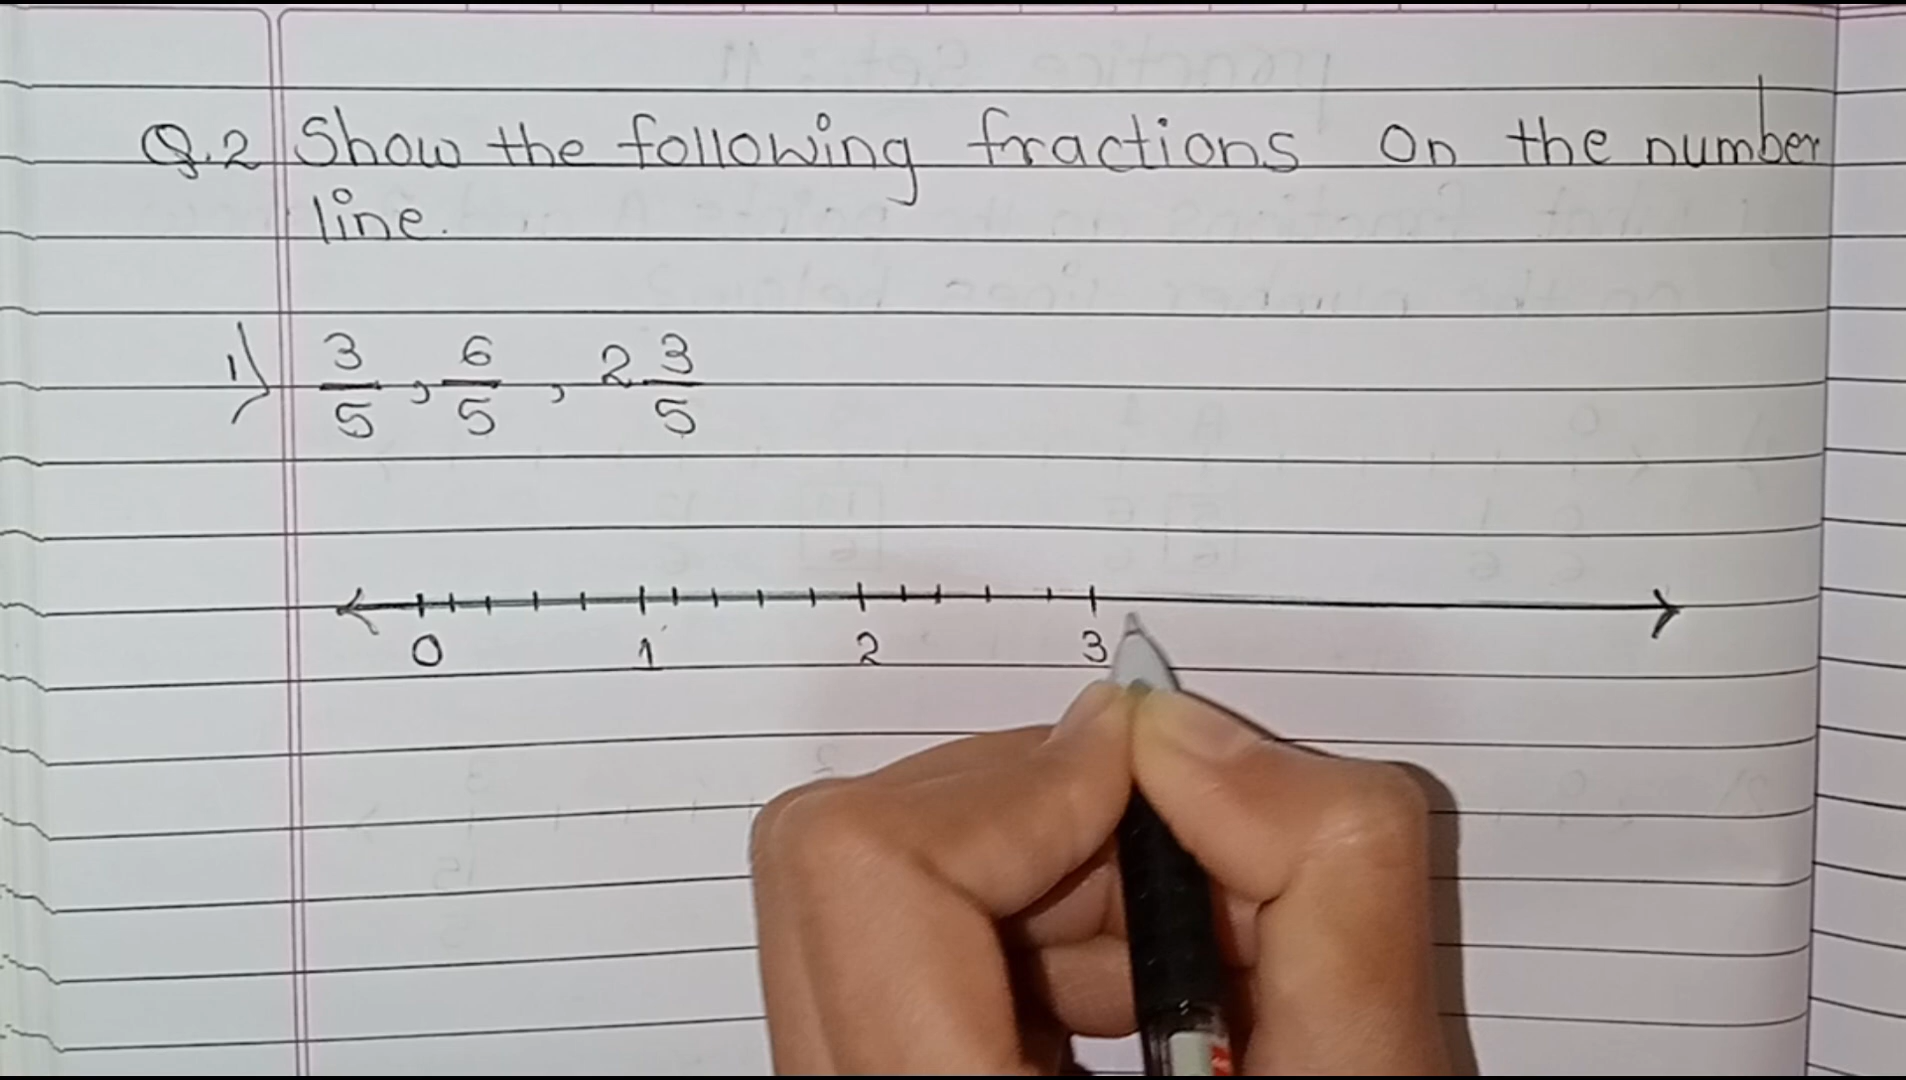 Q.2 Show the following fractions on the number
line.
1) 3/5, 6/5, 2 3/5
0 1 2 3